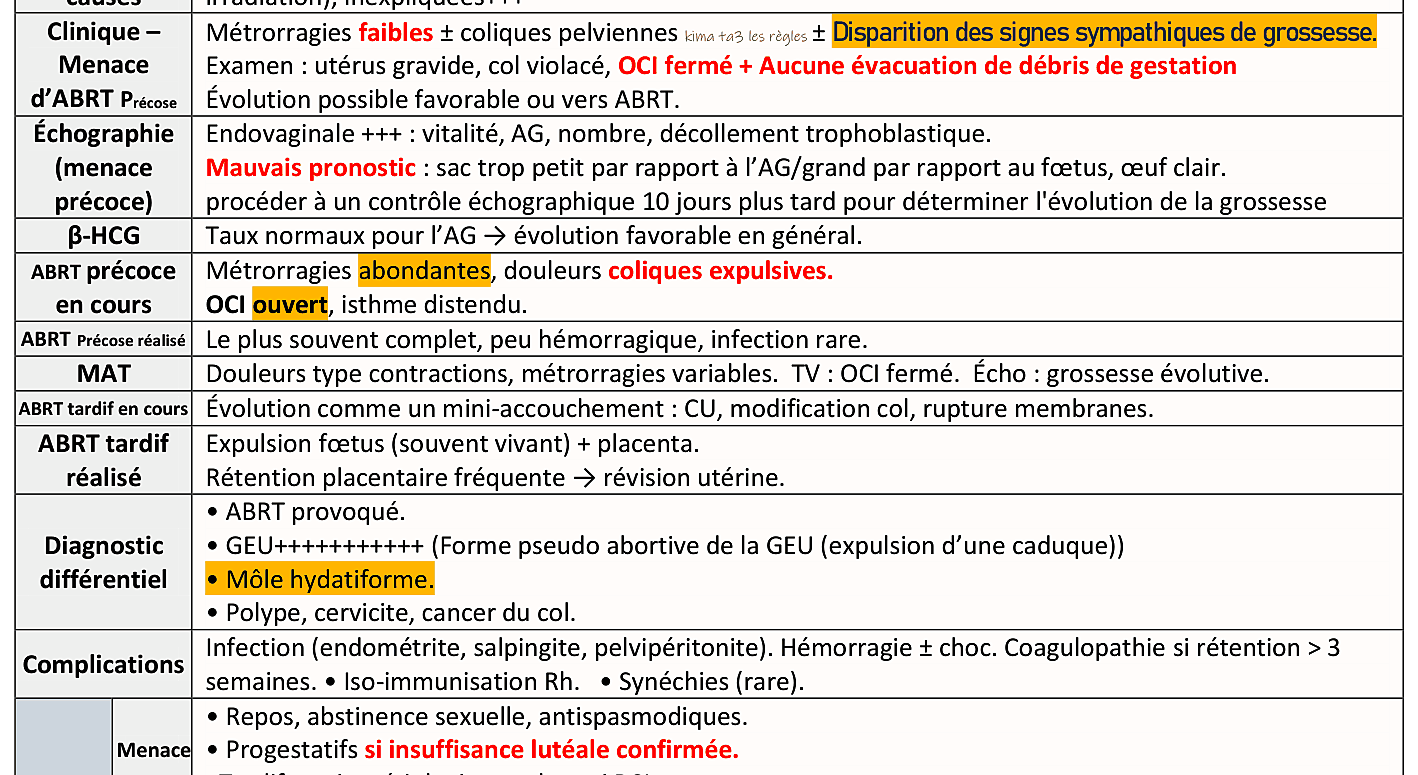 causes
irradiation), inexpliquées+++
Clinique –
Menace
d’ABRT Précose
Métrorragies faibles ± coliques pelviennes kima ta3 les règles ± Disparition des signes sympathiques de grossesse.
Examen : utérus gravide, col violacé, OCI fermé + Aucune évacuation de débris de gestation
Évolution possible favorable ou vers ABRT.
Échographie
(menace
précoce)
Endovaginale +++ : vitalité, AG, nombre, décollement trophoblastique.
Mauvais pronostic : sac trop petit par rapport à l’AG/grand par rapport au fœtus, œuf clair.
procéder à un contrôle échographique 10 jours plus tard pour déterminer l'évolution de la grossesse
β-HCG
Taux normaux pour l’AG → évolution favorable en général.
ABRT précoce
en cours
Métrorragies abondantes, douleurs coliques expulsives.
OCI ouvert, isthme distendu.
ABRT Précose réalisé
Le plus souvent complet, peu hémorragique, infection rare.
MAT
Douleurs type contractions, métrorragies variables. TV : OCI fermé. Écho : grossesse évolutive.
ABRT tardif en cours
Évolution comme un mini-accouchement : CU, modification col, rupture membranes.
ABRT tardif
réalisé
Expulsion fœtus (souvent vivant) + placenta.
Rétention placentaire fréquente → révision utérine.
Diagnostic
différentiel
• ABRT provoqué.
• GEU+++++++++++ (Forme pseudo abortive de la GEU (expulsion d’une caduque))
• Môle hydatiforme.
• Polype, cervicite, cancer du col.
Complications
Infection (endométrite, salpingite, pelvipéritonite). Hémorragie ± choc. Coagulopathie si rétention > 3
semaines. • Iso-immunisation Rh. • Synéchies (rare).
Menace
• Repos, abstinence sexuelle, antispasmodiques.
• Progestatifs si insuffisance lutéale confirmée.